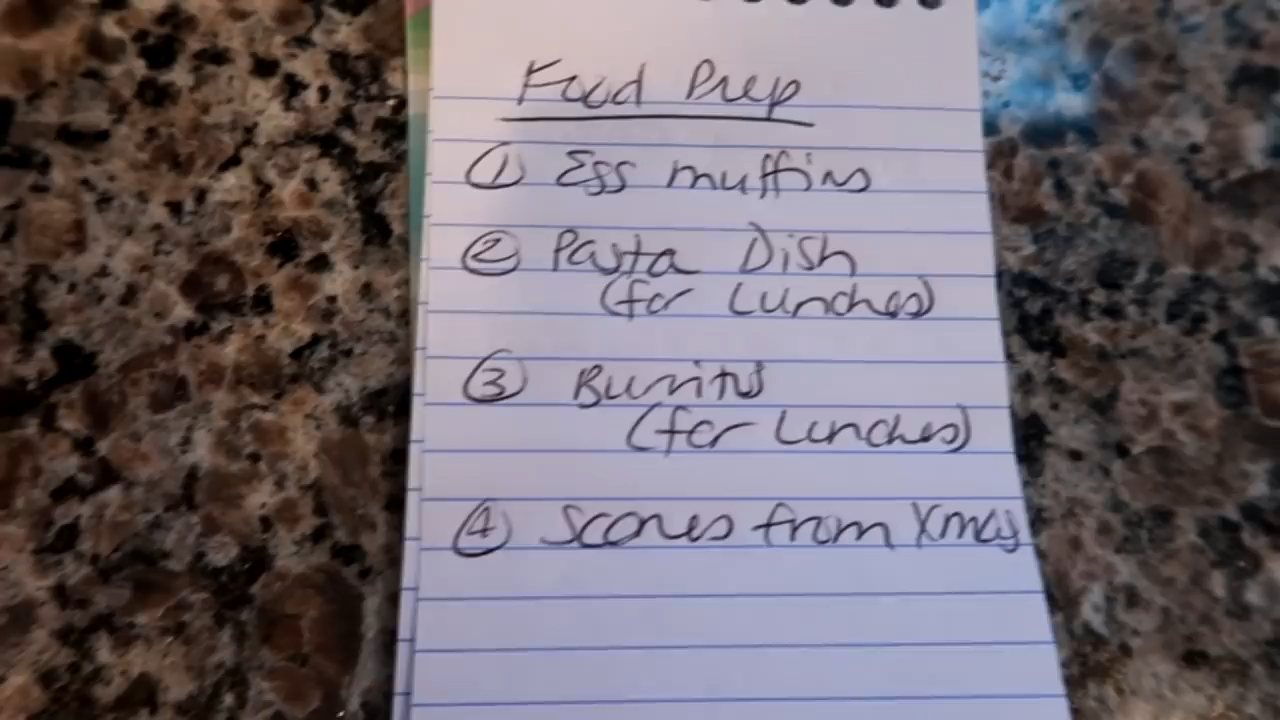 Food Prep
① Egg muffins
② Pasta Dish
(for Lunches)
③ Burritos
(for Lunches)
④ Scones from Xmas